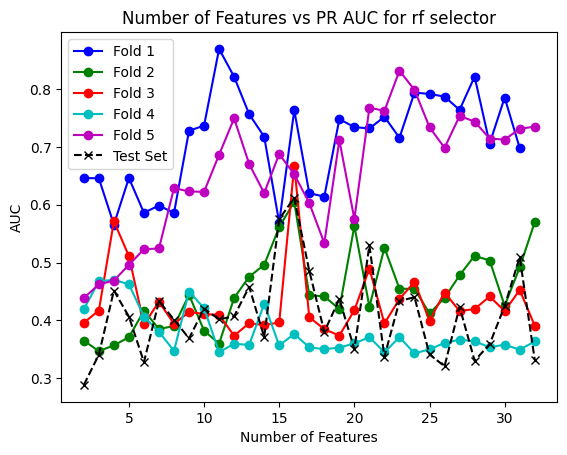 Number of Features vs PR AUC for rf selector
Fold 1
Fold 2
Fold 3
Fold 4
Fold 5
Test Set
AUC
0.8
0.7
0.6
0.5
0.4
0.3
5 10 15 20 25 30
Number of Features